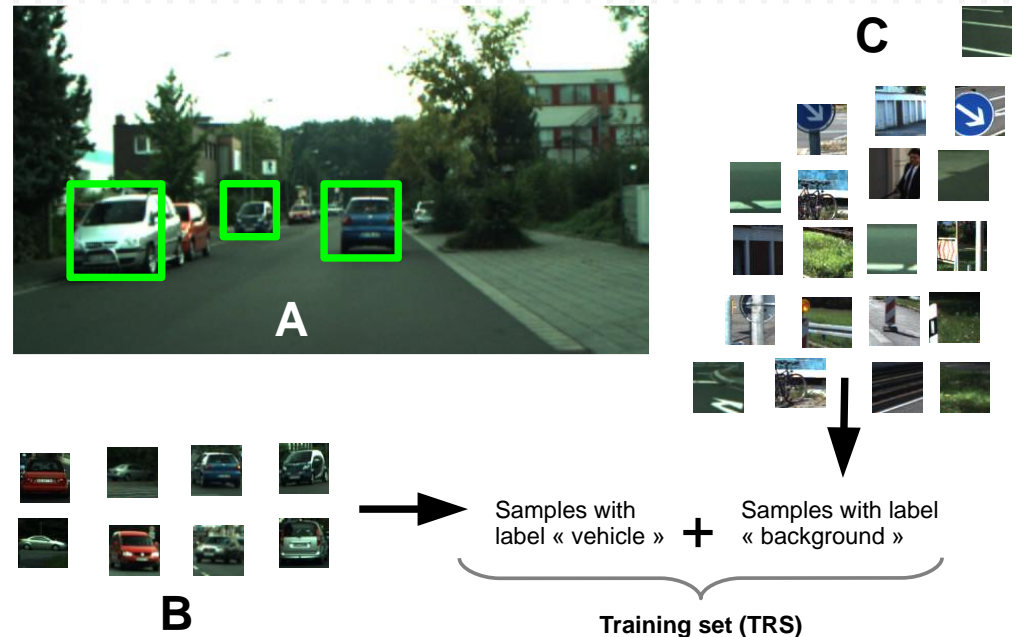 C
A
B
Samples with
label « vehicle »
+
Samples with label
« background »
Training set (TRS)